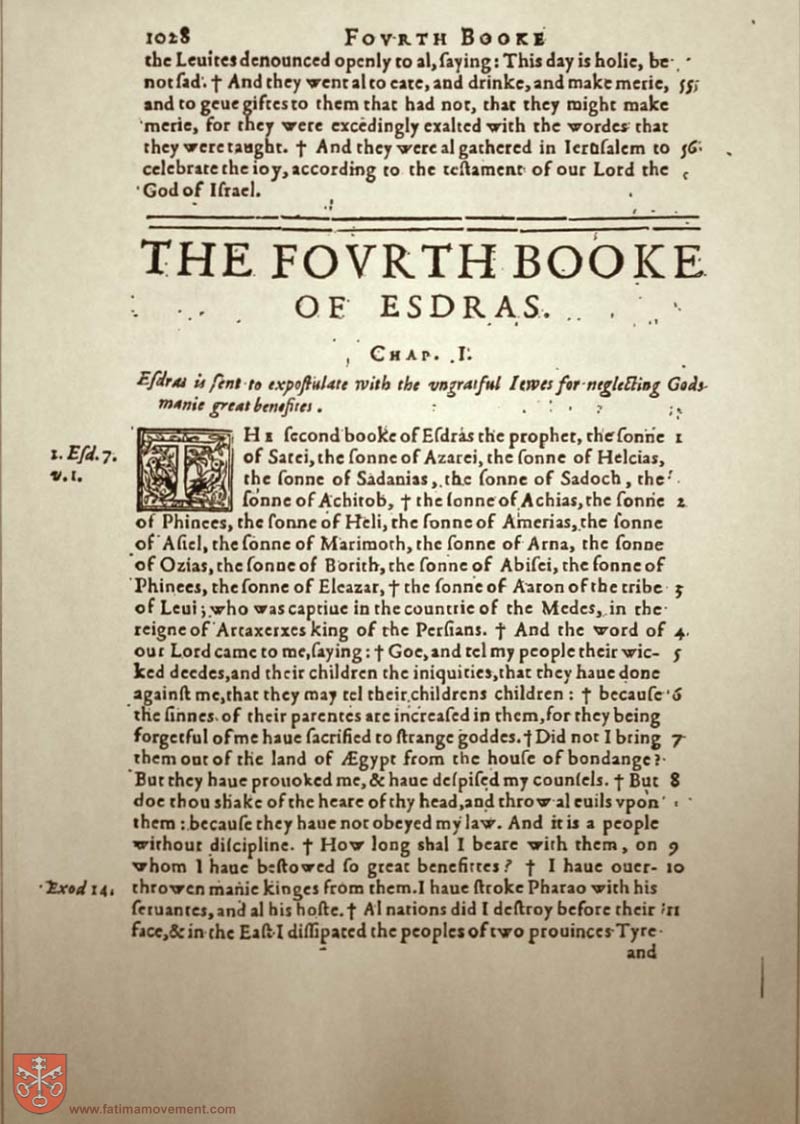 1028 FOVRTH BOOKE
the Leuites denounced openly to al, ſaying: This day is holie, be
not ſad. † And they went al to eate, and drinke, and make merie, 55
and to geue giftes to them that had not, that they might make
merie, for they were excedingly exalted with the wordes that
they were taught. † And they were al gathered in Ieruſalem to 56
celebrate the ioy, according to the teſtament of our Lord the
God of Iſrael.
THE FOVRTH BOOKE
OF ESDRAS.
CHAP. I.
Eſdras is ſent to expoſtulate with the vngratful Iewes for neglecting Gods
manie great benefites.
THE ſecond booke of Eſdras the prophet, the ſonne 1
1. Eſd. 7. of Sarei, the ſonne of Azarei, the ſonne of Helcias,
v. 1. the ſonne of Sadanias, the ſonne of Sadoch, the
ſonne of Achitob, † the ſonne of Achias, the ſonne 2
of Phinees, the ſonne of Heli, the ſonne of Amerias, the ſonne
of Aſiel, the ſonne of Marimoth, the ſonne of Arna, the ſonne
of Ozias, the ſonne of Borith, the ſonne of Abiſei, the ſonne of
Phinees, the ſonne of Eleazar, † the ſonne of Aaron of the tribe 3
of Leui; who was captiue in the countrie of the Medes, in the
reigne of Artaxerxes king of the Perſians. † And the word of 4
our Lord came to me, ſaying: † Goe, and tel my people their wic- 5
ked deedes, and their children the iniquities, that they haue done
againſt me, that they may tel their childrens children: † becauſe 6
the ſinnes of their parentes are increaſed in them, for they being
forgetful of me haue ſacrificed to ſtrange goddes. † Did not I bring 7
them out of the land of Ægypt from the houſe of bondange?
But they haue prouoked me, & haue deſpiſed my counſels. † But 8
doe thou shake of the heare of thy head, and throw al euils vpon
them: becauſe they haue not obeyed my law. And it is a people
without diſcipline. † How long shal I beare with them, on 9
whom I haue beſtowed ſo great benefittes? † I haue ouer- 10
Exod 14. throwen manie kinges from them. I haue ſtroke Pharao with his
ſeruantes, and al his hoſte. † Al nations did I deſtroy before their 11
face, & in the Eaſt I diſſipated the peoples of two prouinces Tyre
and
www.fatimamovement.com